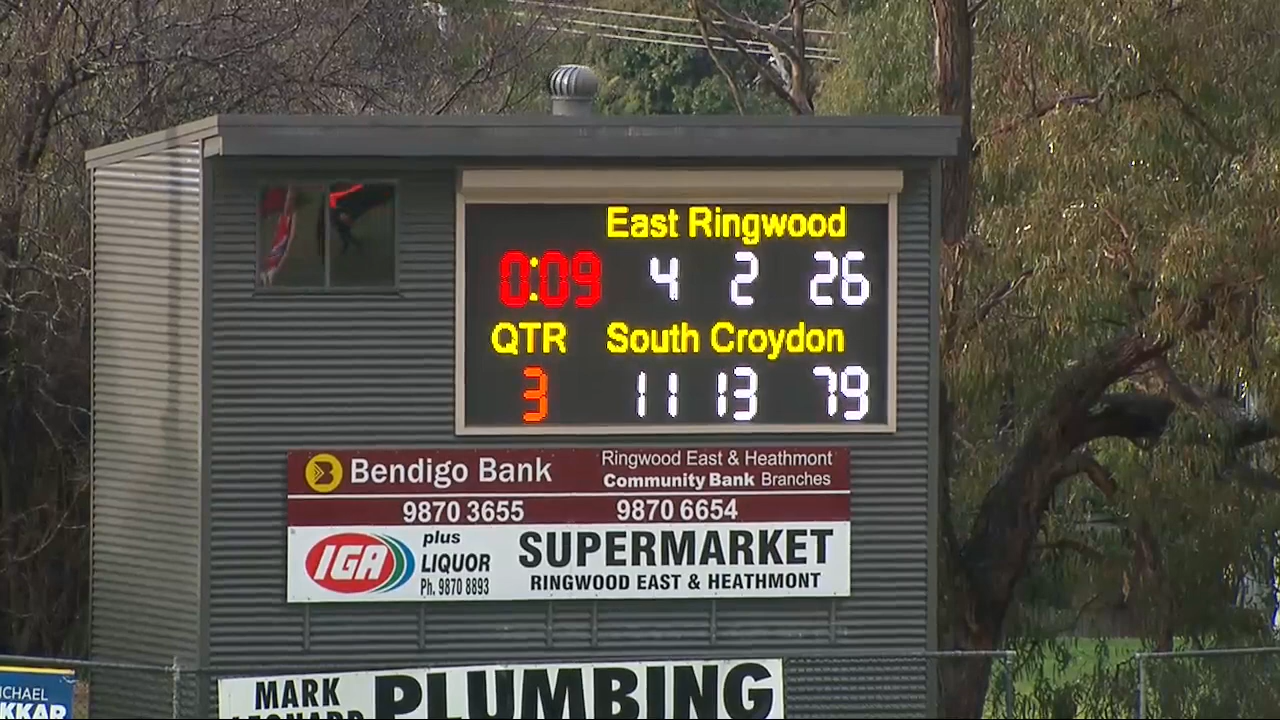 East Ringwood
0:09 4 2 26
QTR South Croydon
3 11 13 79
Bendigo Bank Ringwood East & Heathmont
Community Bank Branches
9870 3655 9870 6654
IGA plus LIQUOR Ph. 9870 8893
SUPERMARKET
RINGWOOD EAST & HEATHMONT
MARK LEONARD PLUMBING